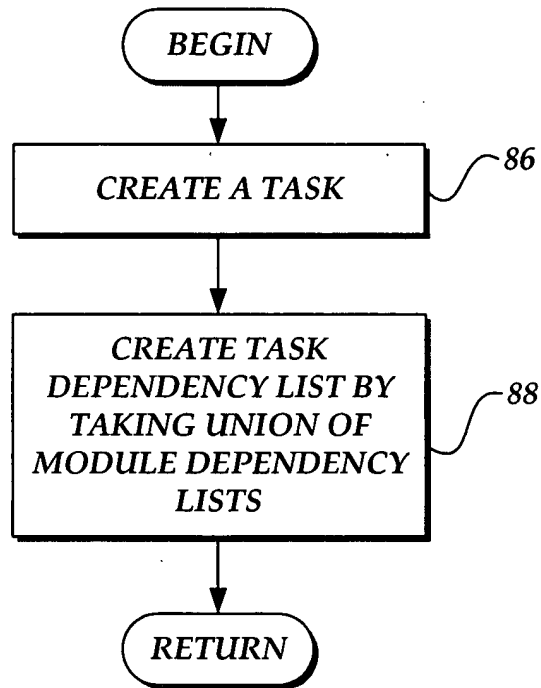 BEGIN
CREATE A TASK
86
CREATE TASK
DEPENDENCY LIST BY
TAKING UNION OF
MODULE DEPENDENCY
LISTS
88
RETURN